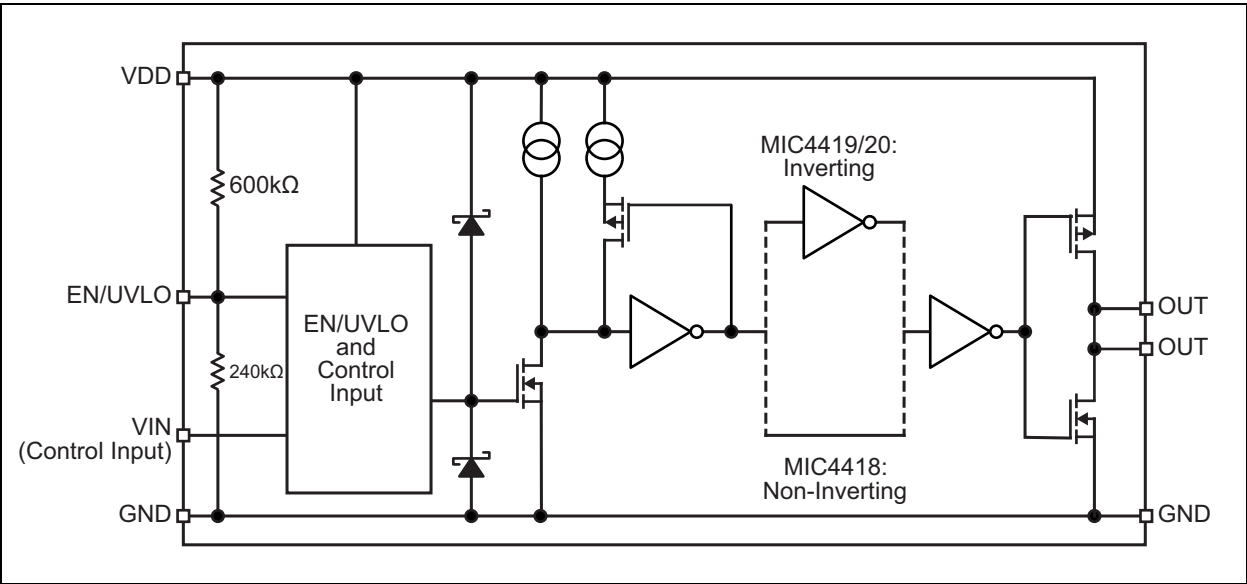 VDD
600kΩ
MIC4419/20:
Inverting
EN/UVLO
EN/UVLO
and
Control
Input
OUT
OUT
240kΩ
VIN
(Control Input)
MIC4418:
Non-Inverting
GND
GND